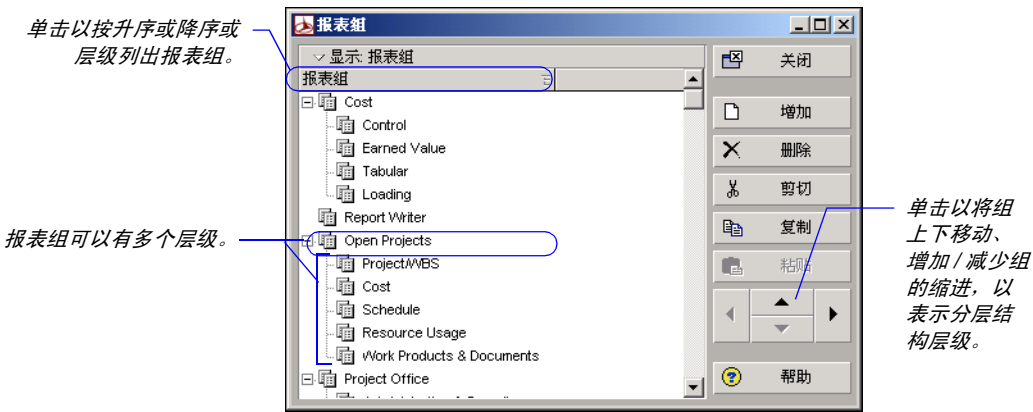 单击以按升序或降序或
层级列出报表组。
报表组可以有多个层级。
报表组
显示: 报表组
报表组
Cost
Control
Earned Value
Tabular
Loading
Report Writer
Open Projects
Project/WBS
Cost
Schedule
Resource Usage
Work Products & Documents
Project Office
关闭
增加
删除
剪切
复制
粘贴
帮助
单击以将组
上下移动、
增加 / 减少组
的缩进，以
表示分层结
构层级。